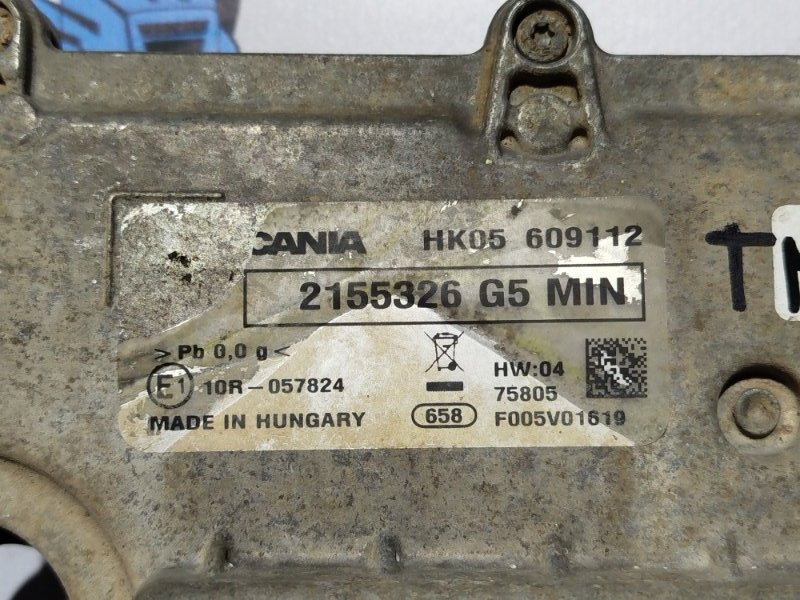 CANIA HK05 609112
2155326 G5 MIN
>Pb 0,0 g<
E1 10R-057824
HW:04
75805
MADE IN HUNGARY 658 F005V01619
T